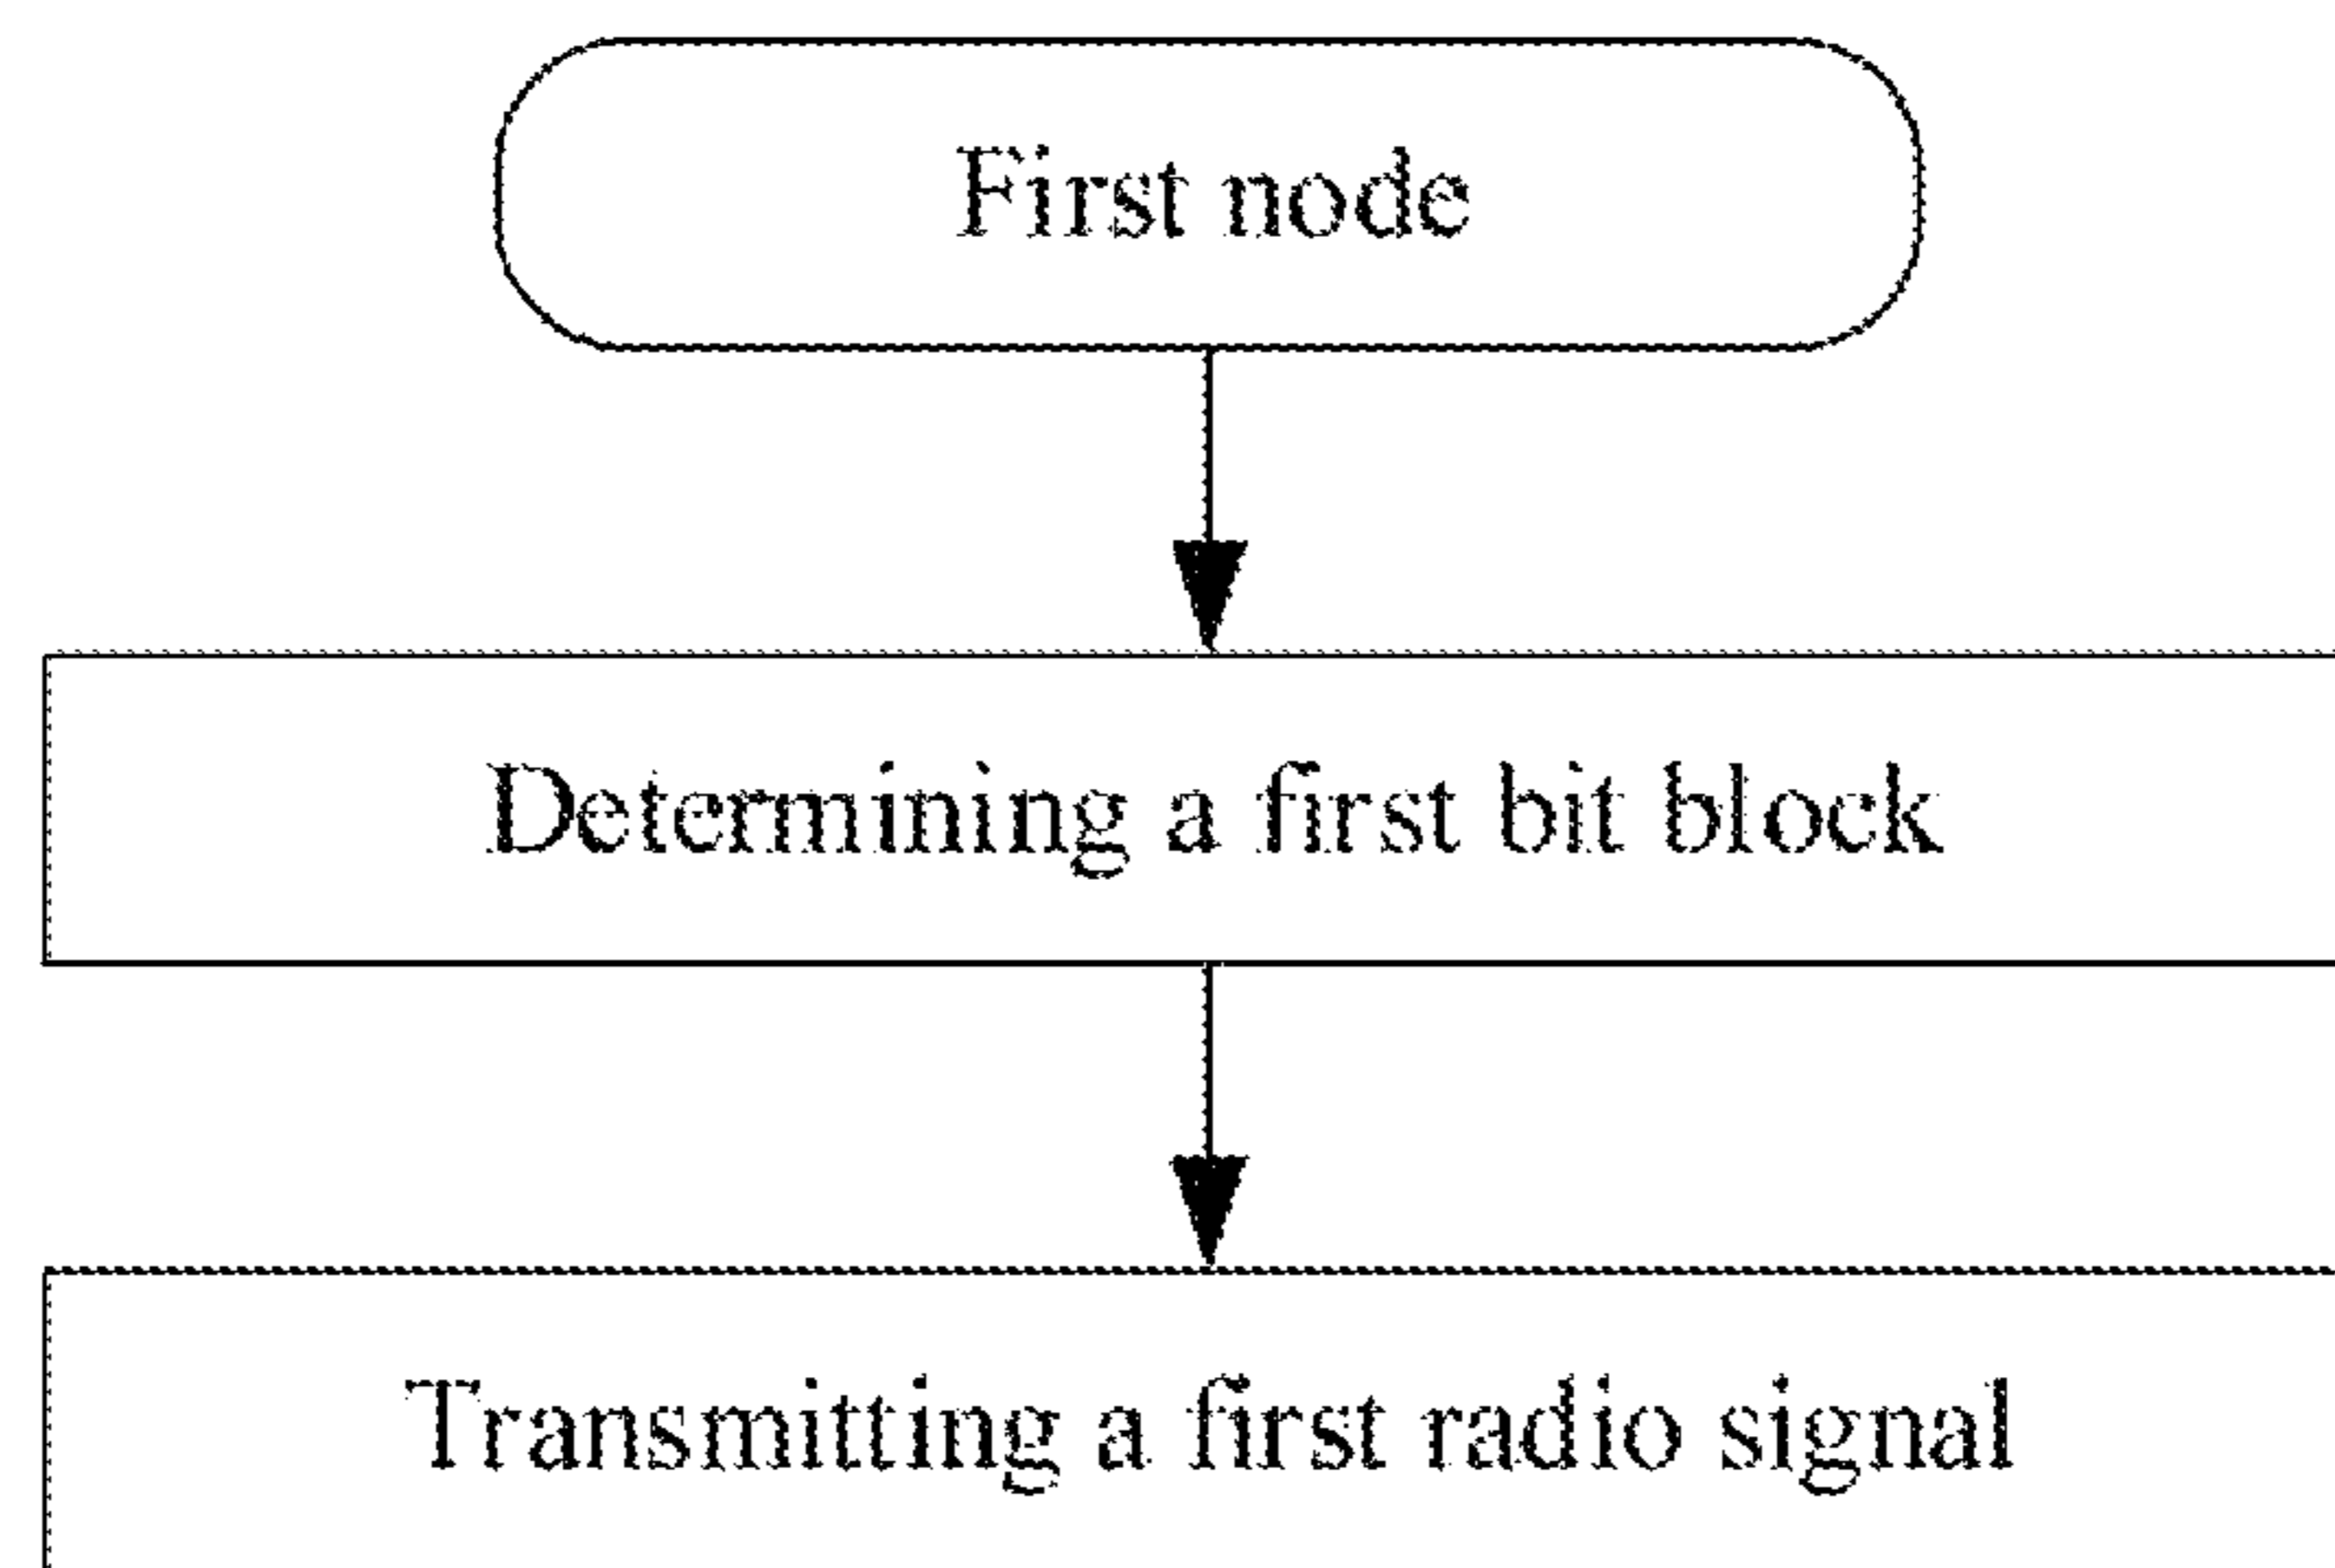 First node
Determining a first bit block
Transmitting a first radio signal